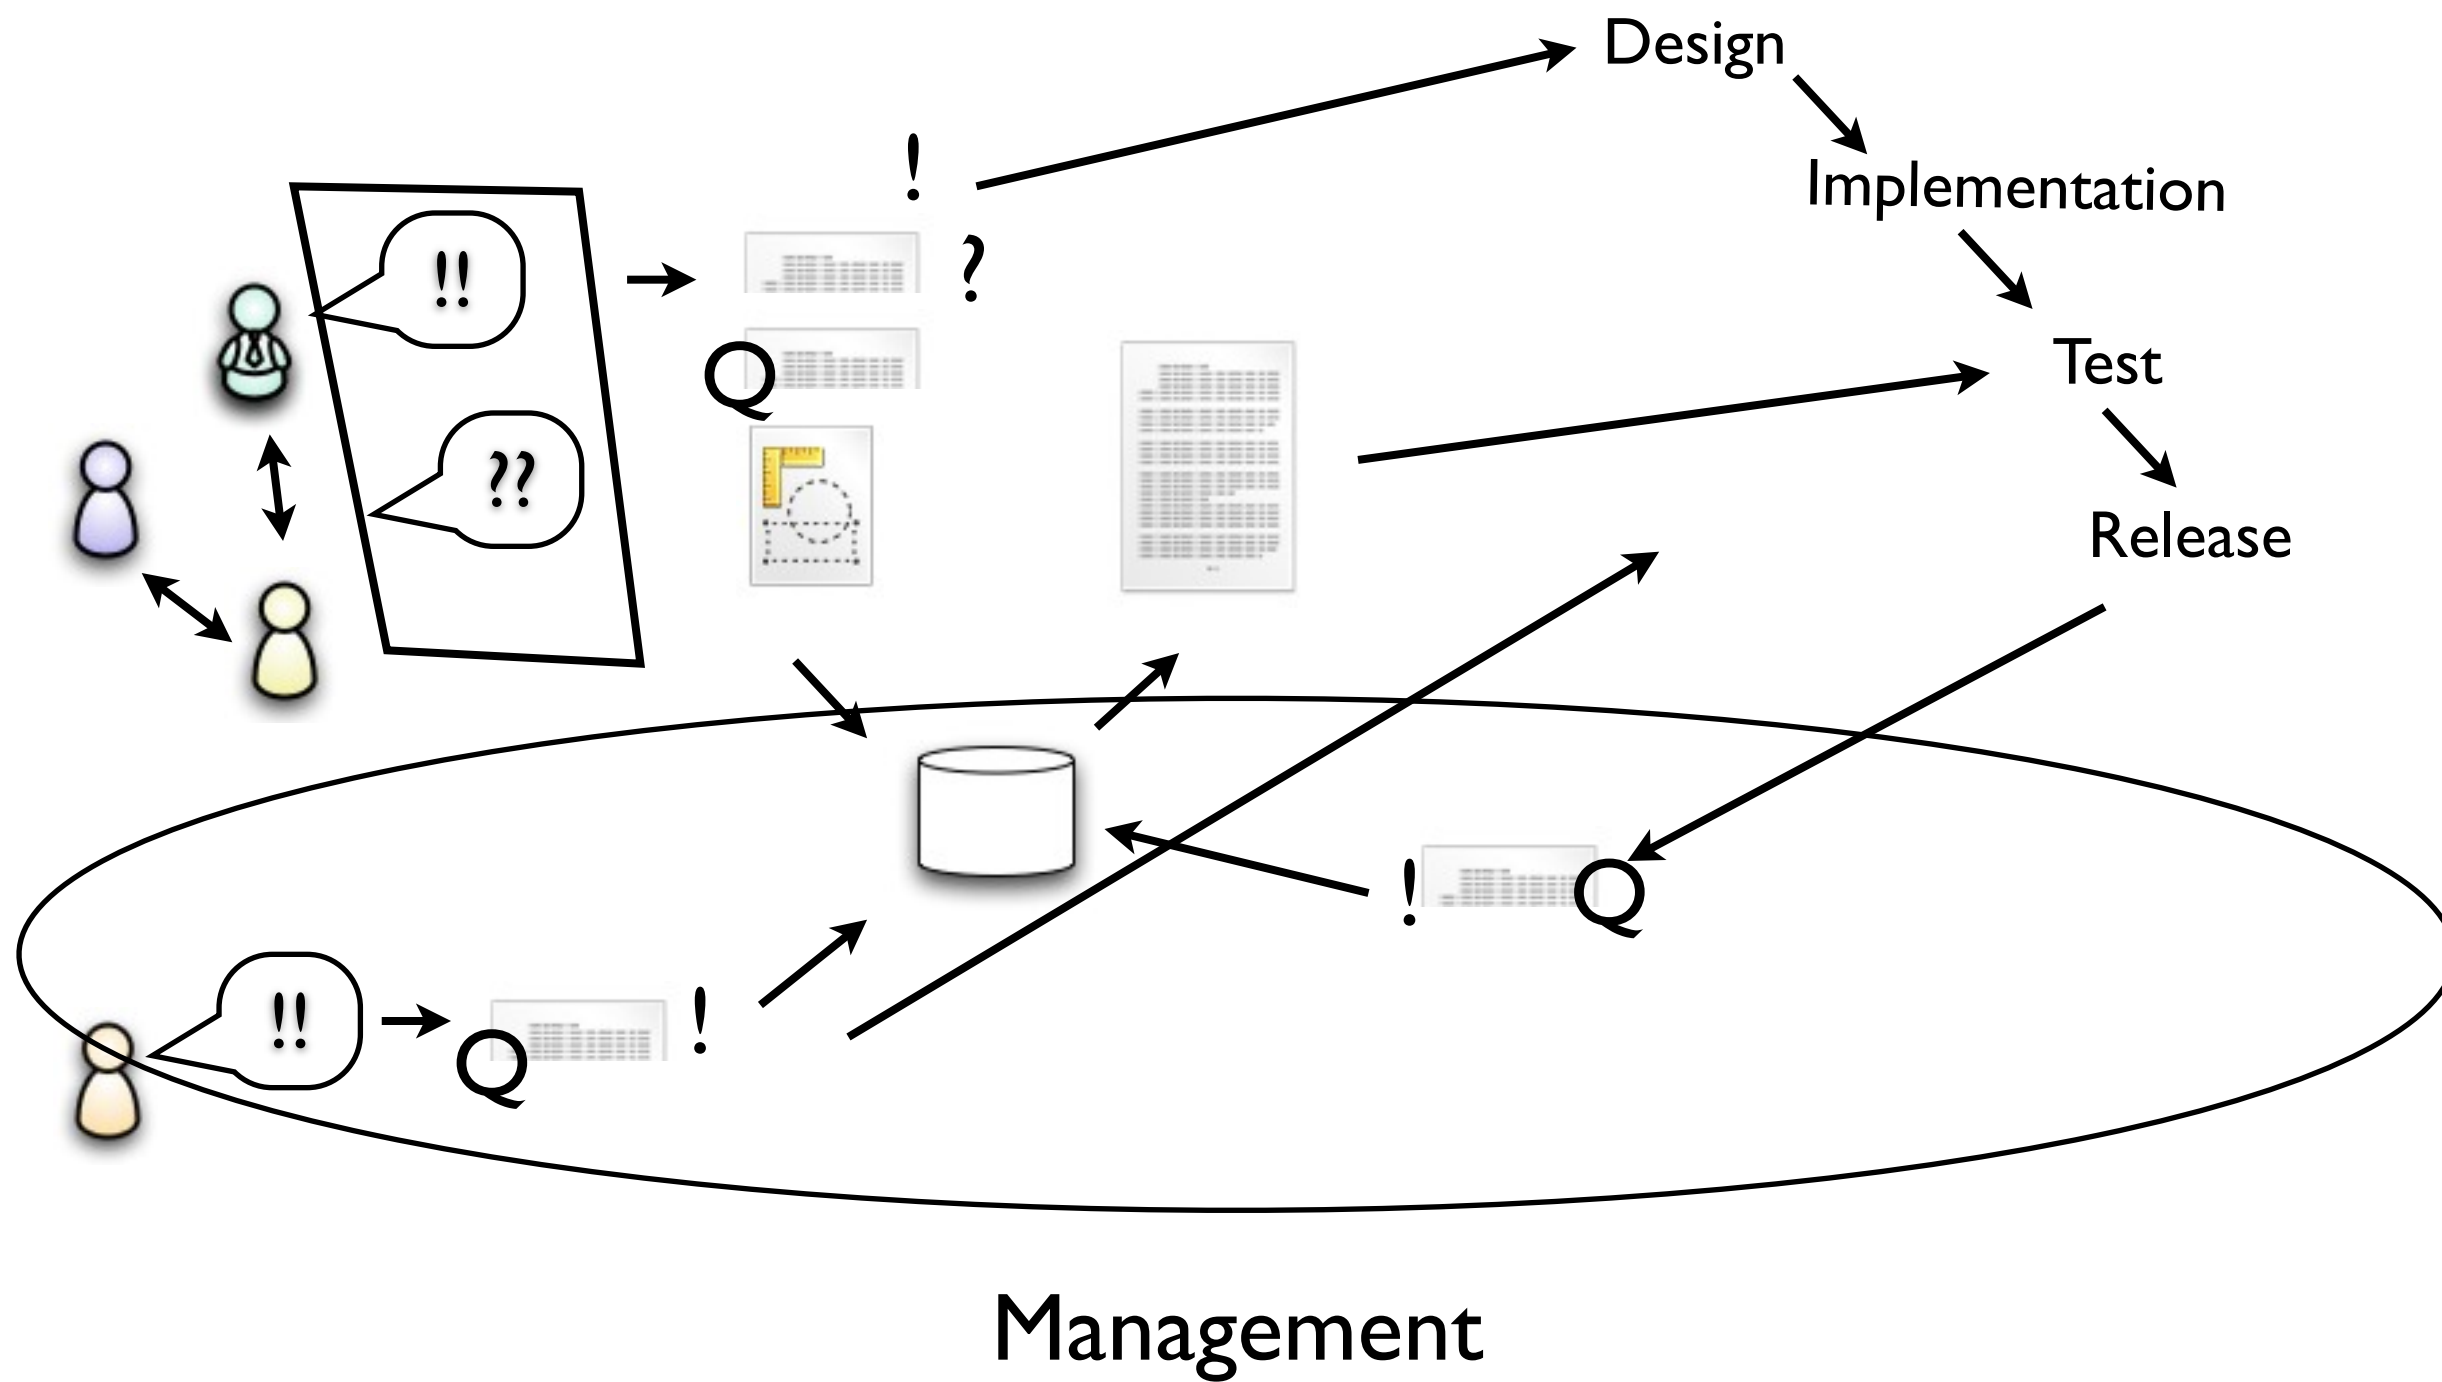 Design
!
Implementation
!!
?
Q
Test
??
Release
!
Q
!!
!
Q
Management